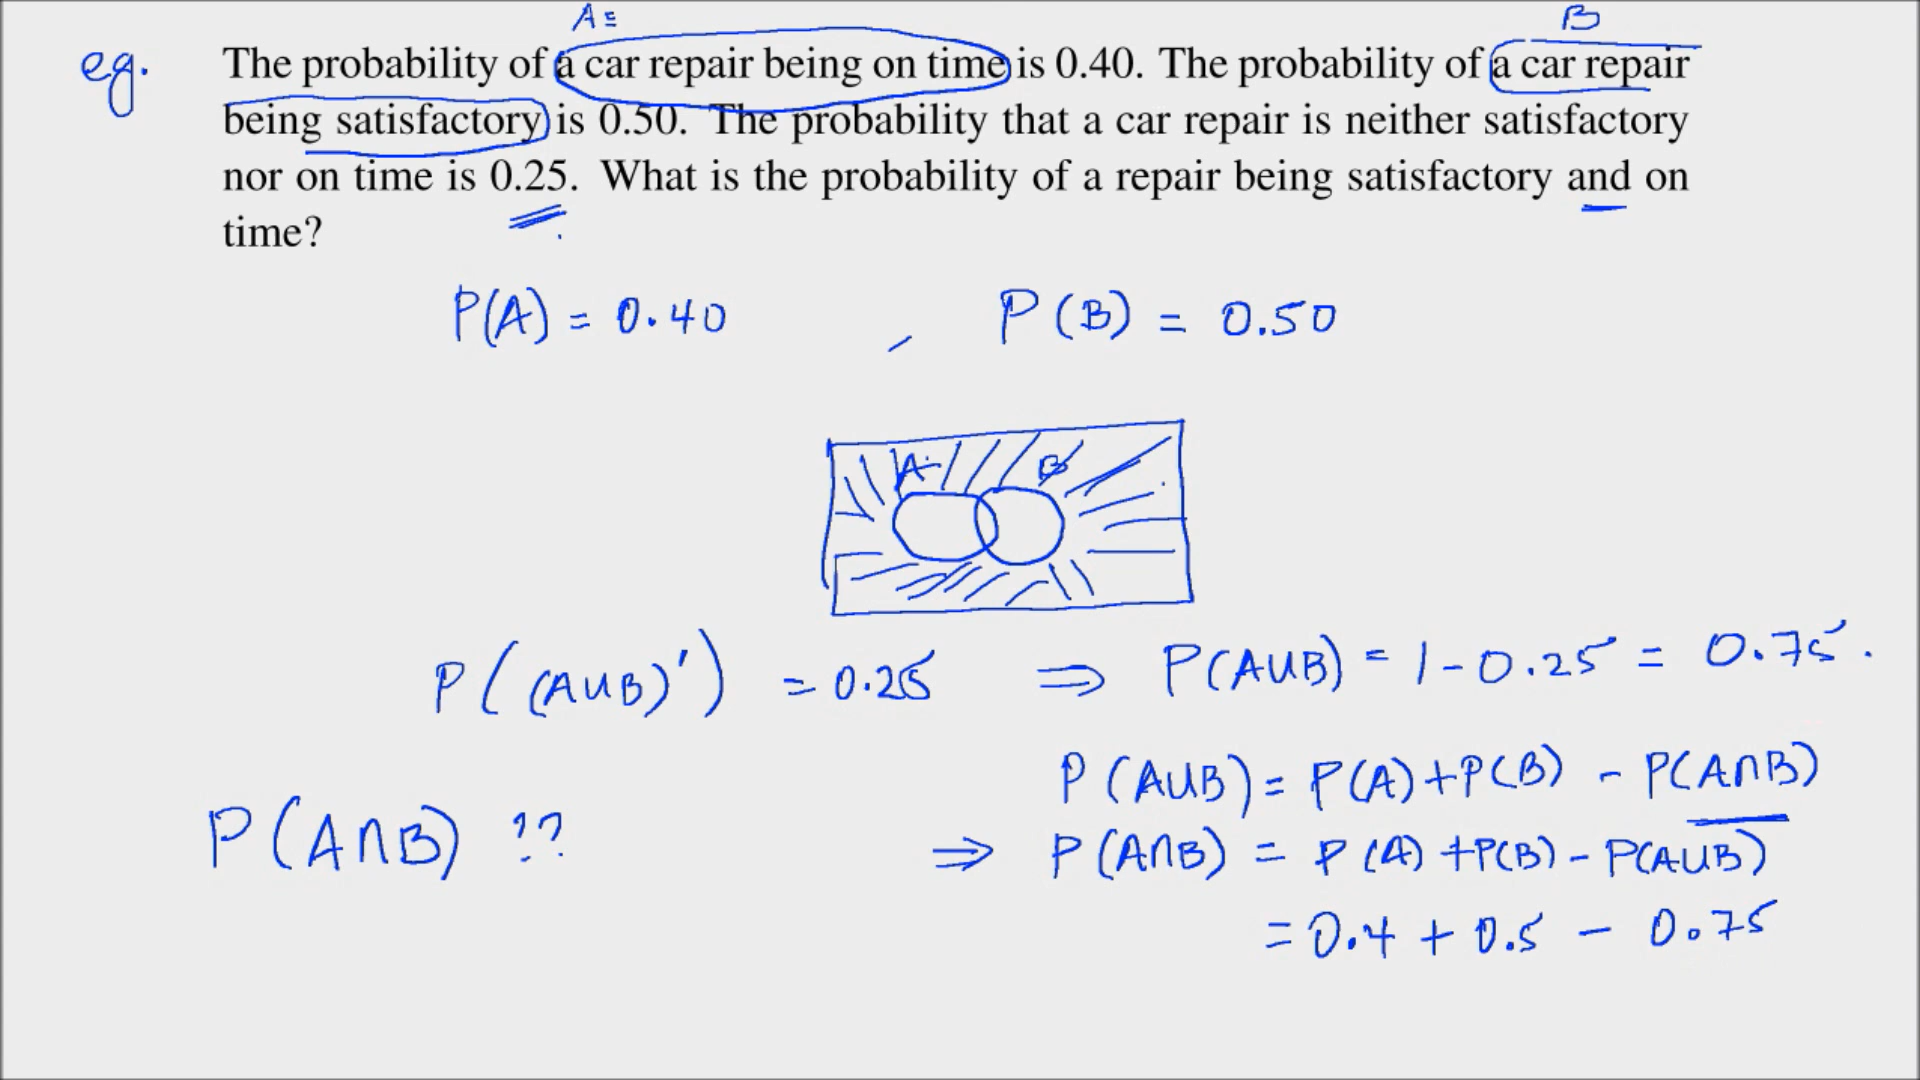 A =
B
eg.
The probability of a car repair being on time is 0.40. The probability of a car repair
being satisfactory is 0.50. The probability that a car repair is neither satisfactory
nor on time is 0.25. What is the probability of a repair being satisfactory and on
time?
P(A) = 0.40 , P(B) = 0.50
A B
P((A∪B)') = 0.25 ⇒ P(A∪B) = 1 - 0.25 = 0.75.
P(A∪B) = P(A)+P(B) - P(A∩B)
P(A∩B) ??
⇒ P(A∩B) = P(A) +P(B) - P(A∪B)
= 0.4 + 0.5 - 0.75